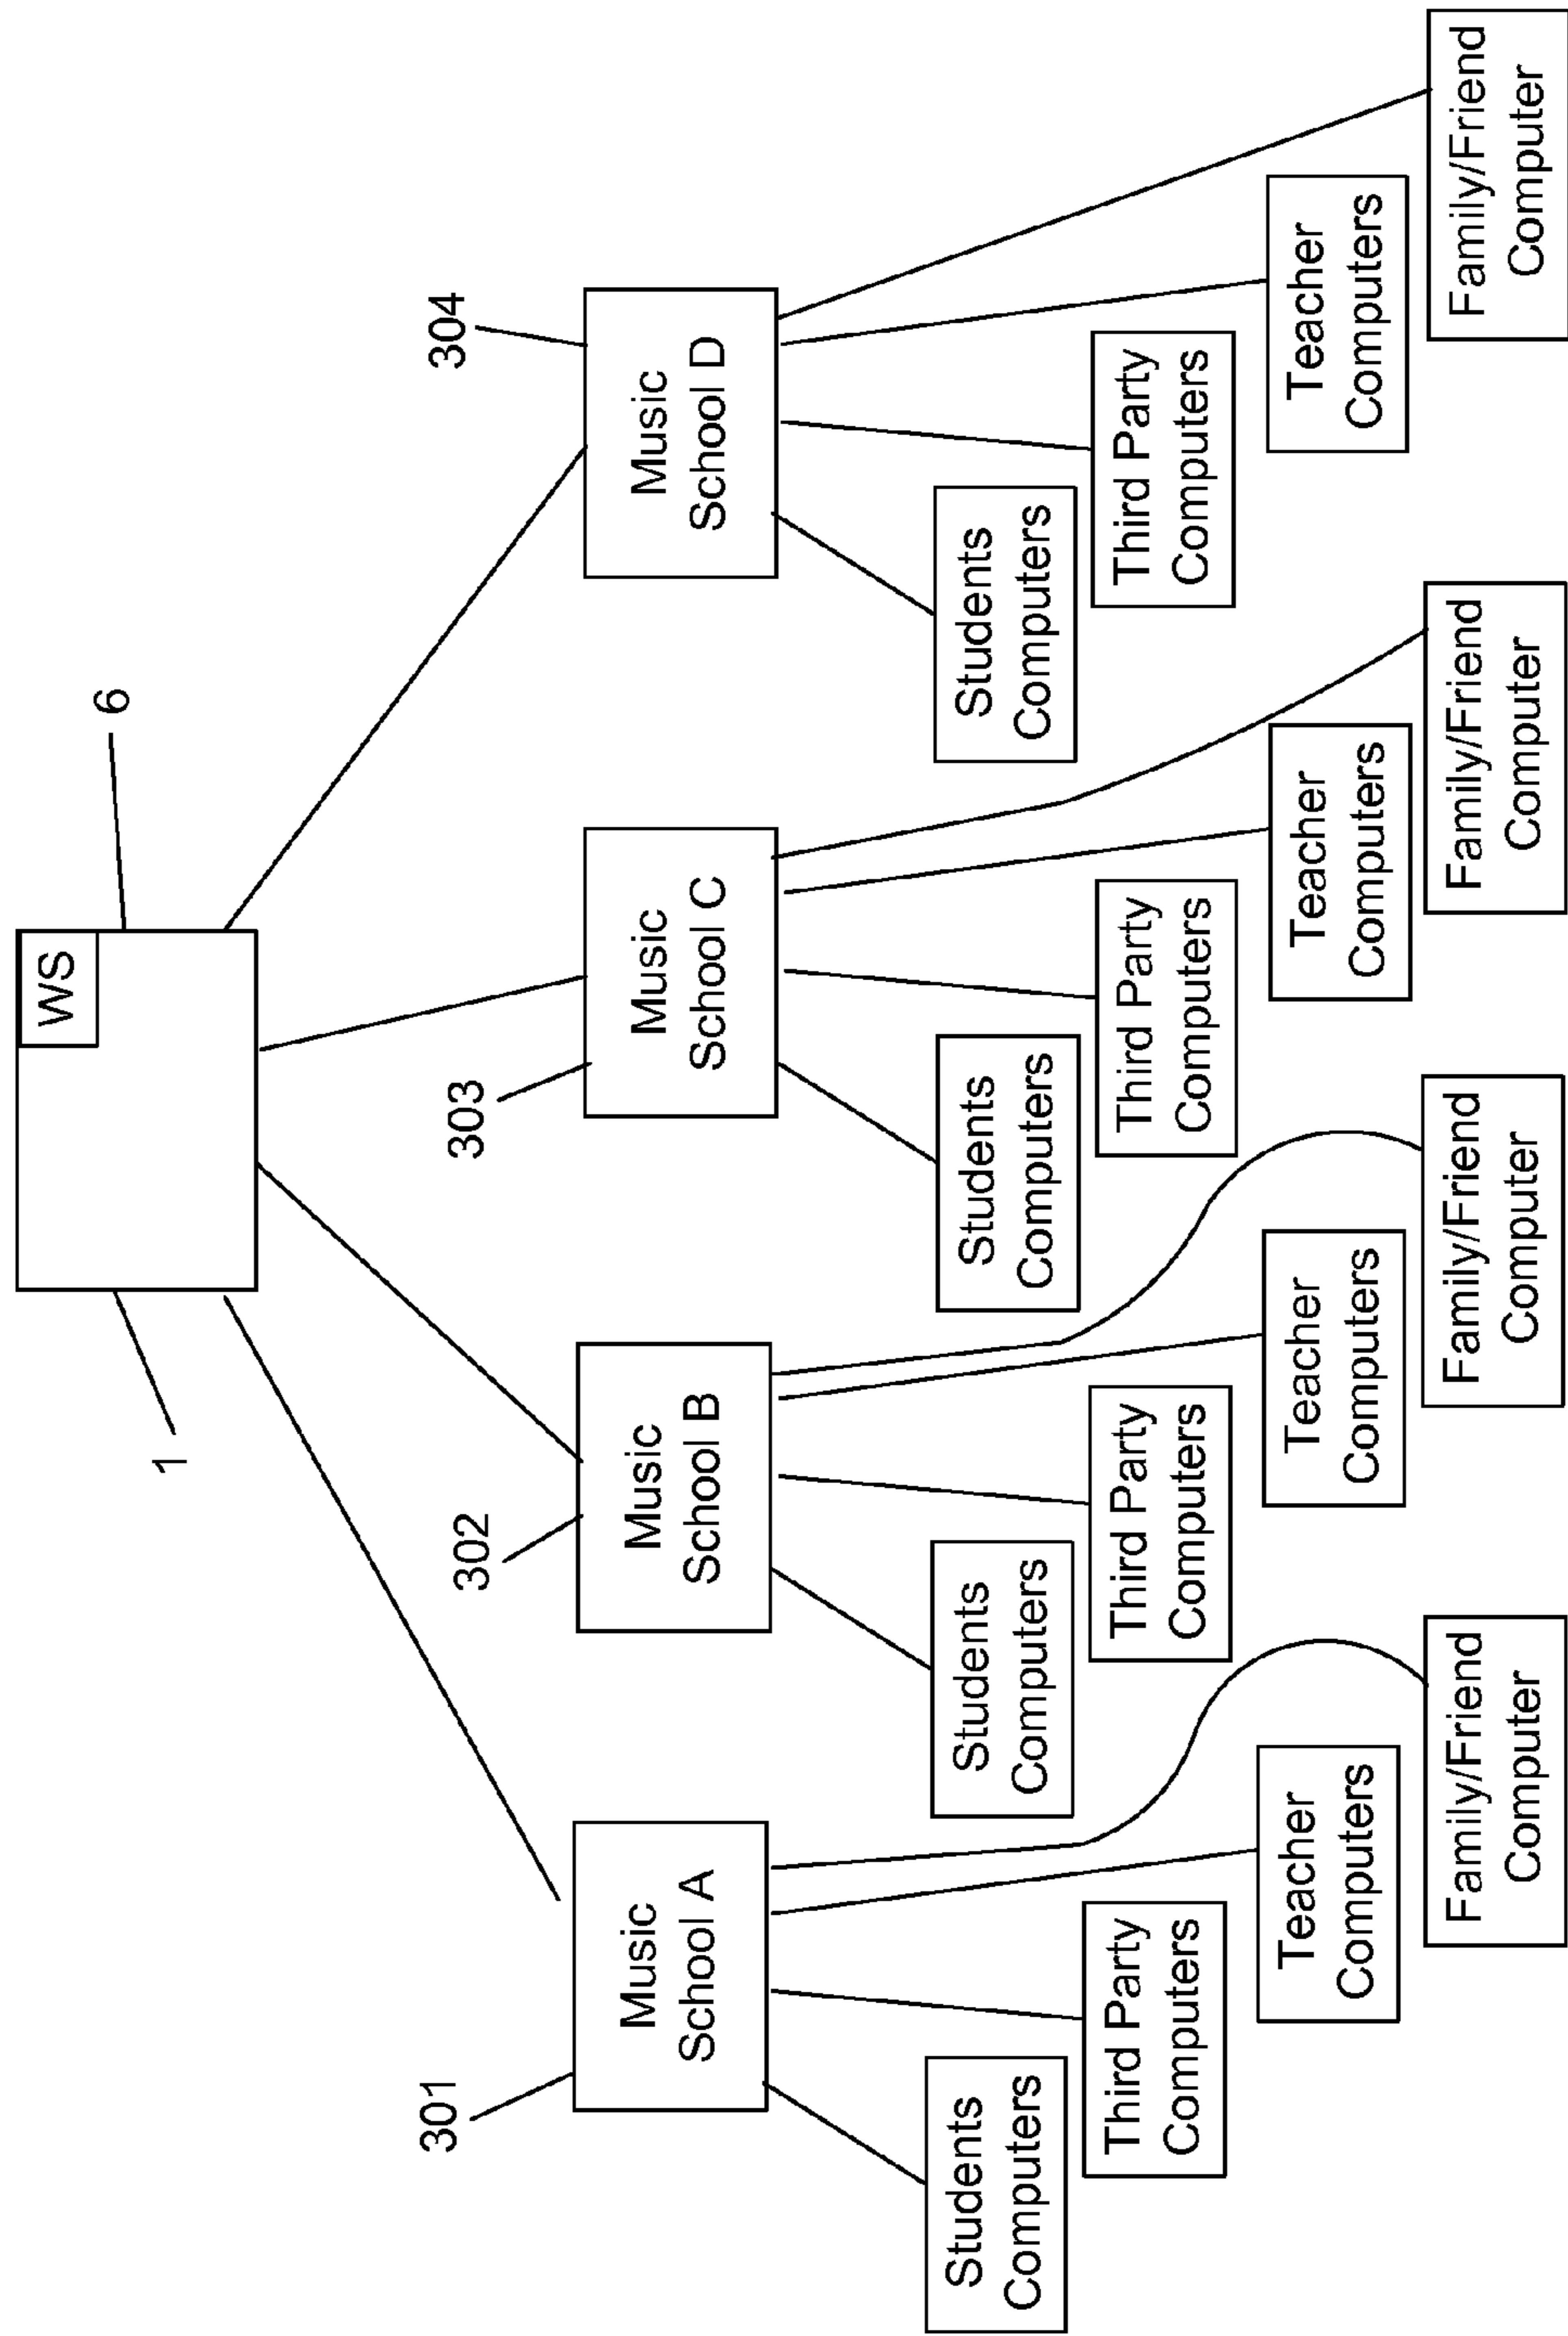 WS
6
1
301
302
303
304
Music
School A
Music
School B
Music
School C
Music
School D
Students
Computers
Third Party
Computers
Teacher
Computers
Family/Friend
Computer
Students
Computers
Third Party
Computers
Teacher
Computers
Family/Friend
Computer
Students
Computers
Third Party
Computers
Teacher
Computers
Family/Friend
Computer
Students
Computers
Third Party
Computers
Teacher
Computers
Family/Friend
Computer